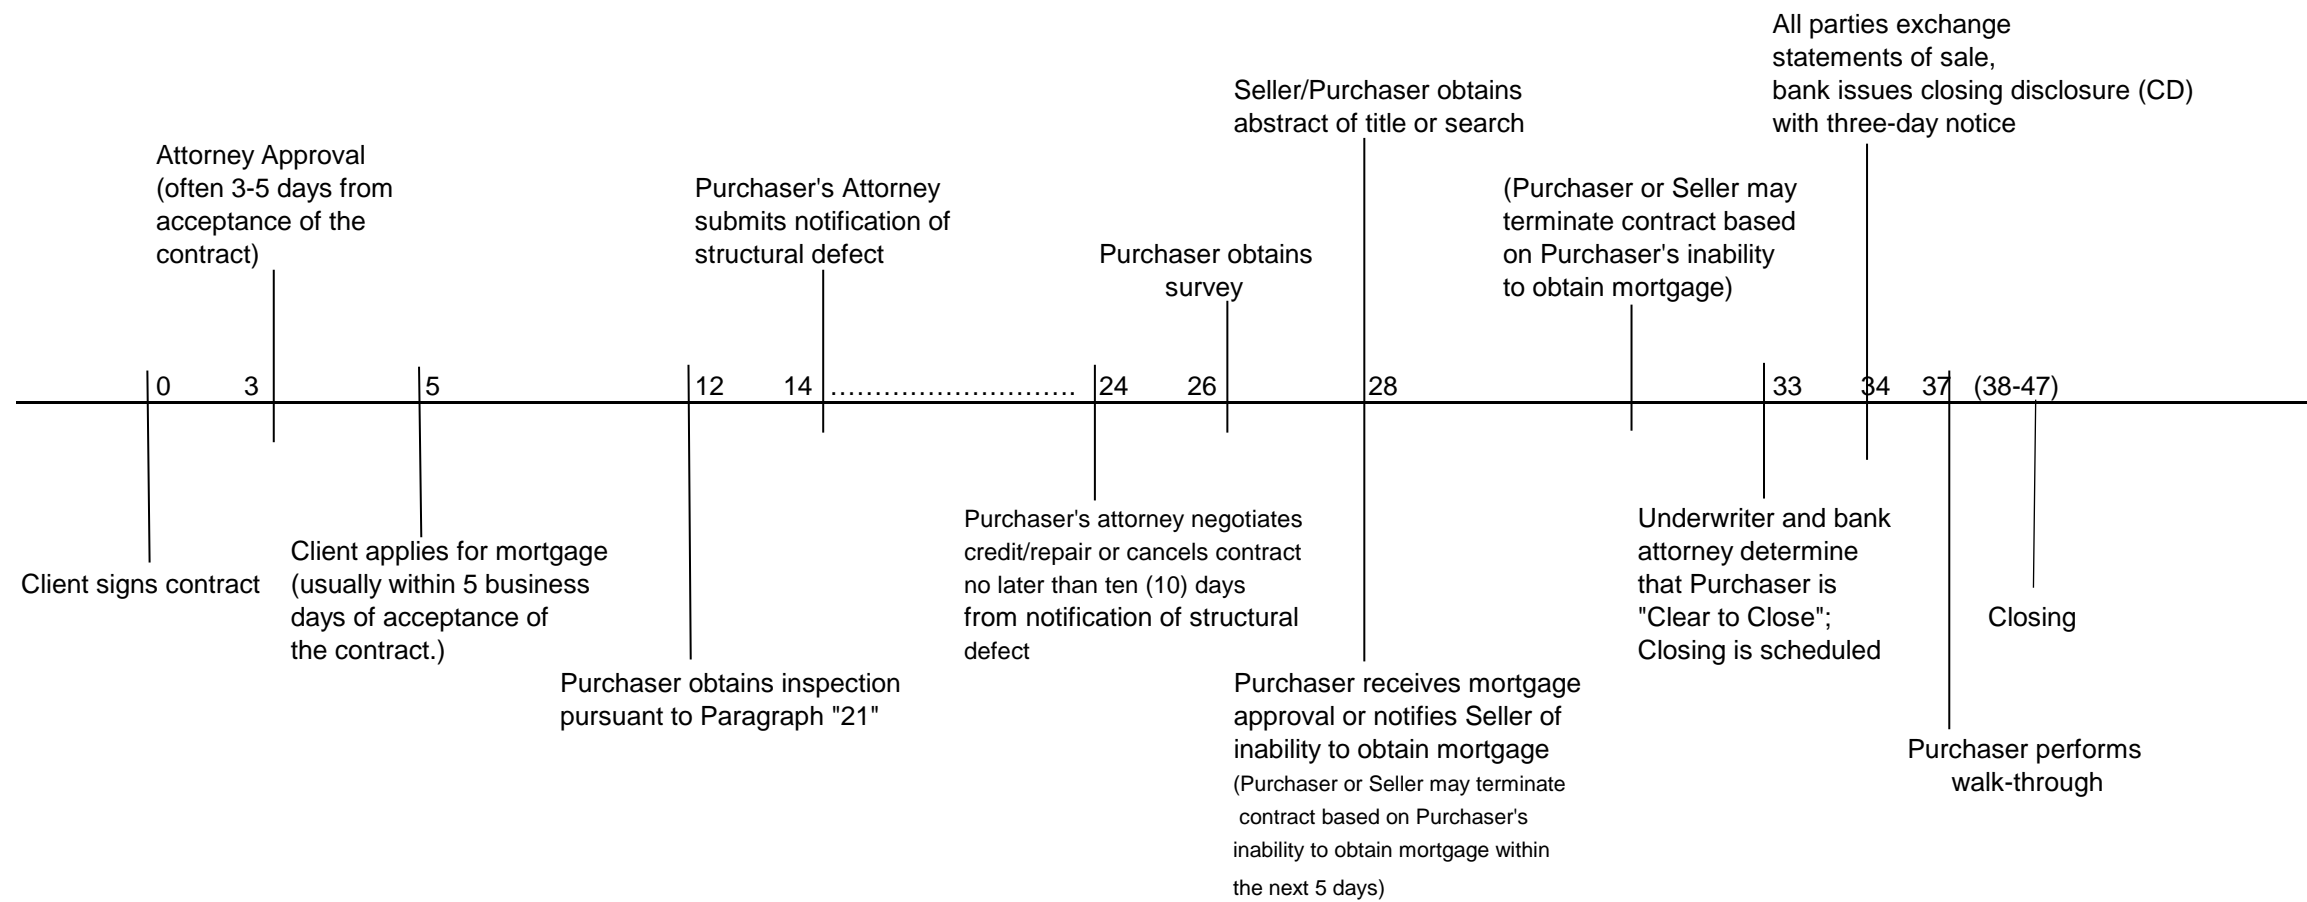 All parties exchange
statements of sale,
bank issues closing disclosure (CD)
with three-day notice
Seller/Purchaser obtains
abstract of title or search
Attorney Approval
(often 3-5 days from
acceptance of the
contract)
Purchaser's Attorney
submits notification of
structural defect
(Purchaser or Seller may
terminate contract based
on Purchaser's inability
to obtain mortgage)
Purchaser obtains
survey
0 3 5 12 14 .............................. 24 26 28 33 34 37 (38-47)
Client signs contract
Client applies for mortgage
(usually within 5 business
days of acceptance of
the contract.)
Purchaser obtains inspection
pursuant to Paragraph "21"
Purchaser's attorney negotiates
credit/repair or cancels contract
no later than ten (10) days
from notification of structural
defect
Purchaser receives mortgage
approval or notifies Seller of
inability to obtain mortgage
(Purchaser or Seller may terminate
contract based on Purchaser's
inability to obtain mortgage within
the next 5 days)
Underwriter and bank
attorney determine
that Purchaser is
"Clear to Close";
Closing is scheduled
Purchaser performs
walk-through
Closing